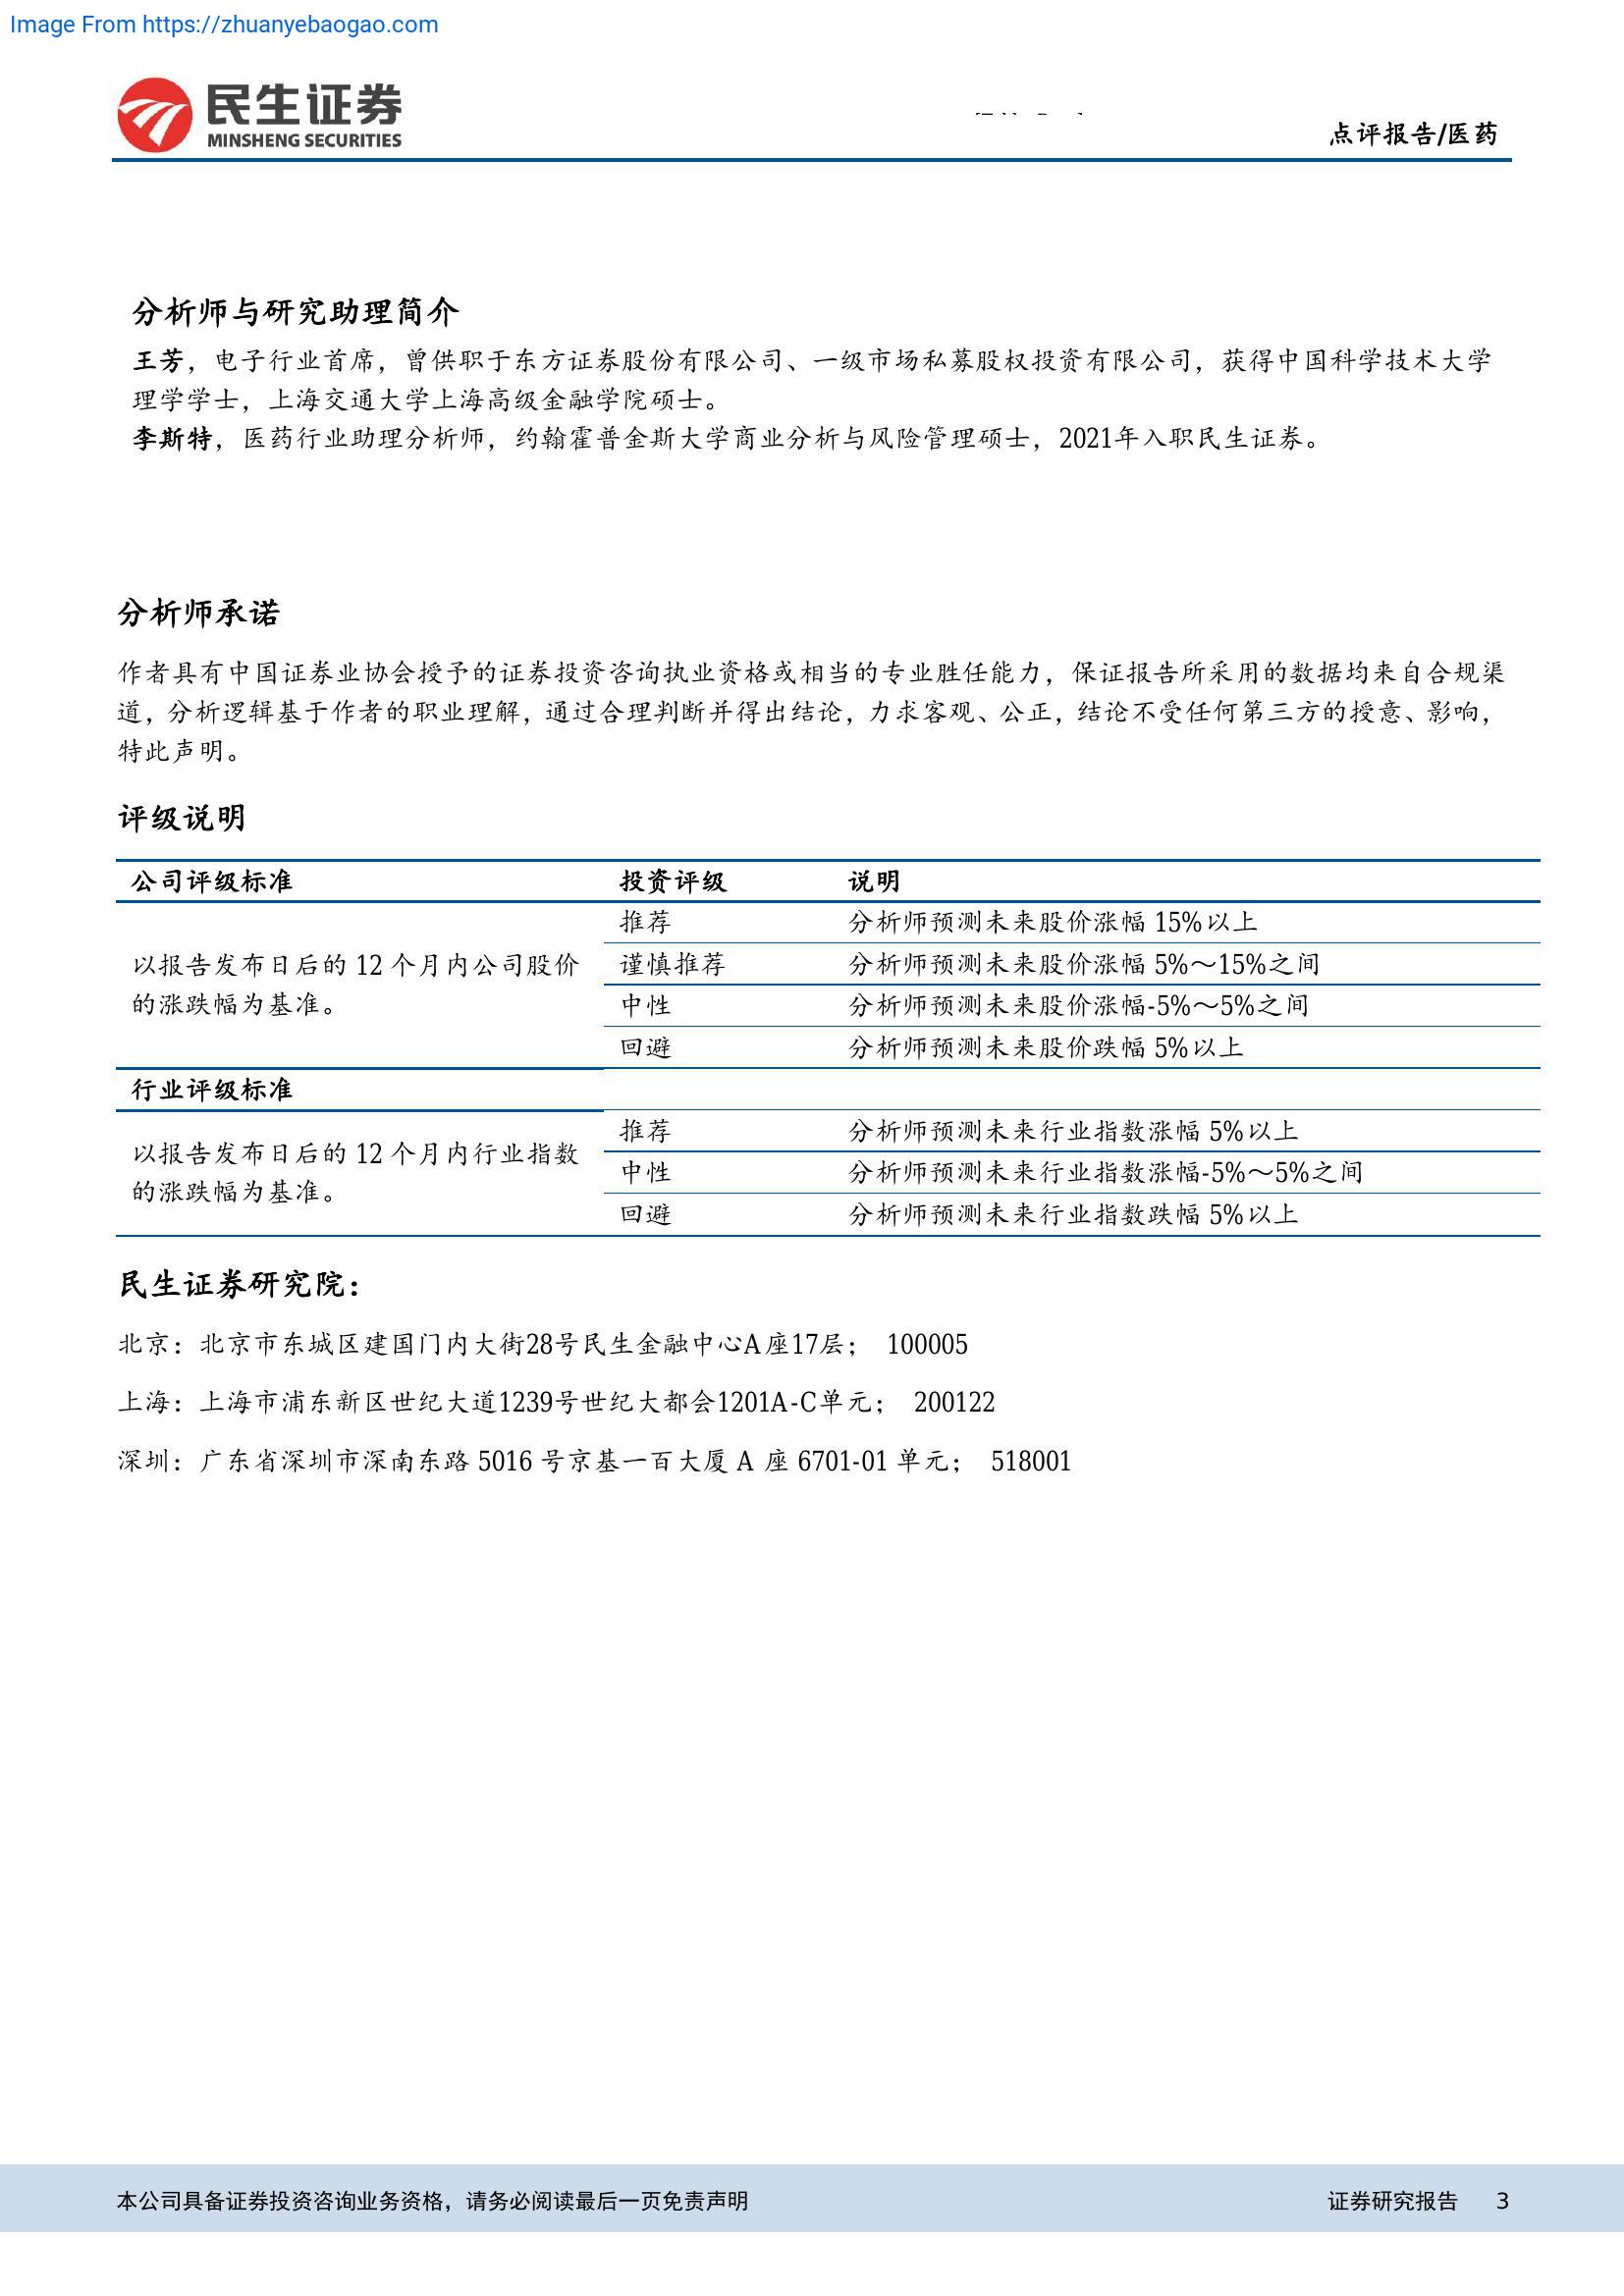 Image From https://zhuanyebaogao.com
民生证券
MINSHENG SECURITIES
点评报告/医药
分析师与研究助理简介
王芳，电子行业首席，曾供职于东方证券股份有限公司、一级市场私募股权投资有限公司，获得中国科学技术大学
理学学士，上海交通大学上海高级金融学院硕士。
李斯特，医药行业助理分析师，约翰霍普金斯大学商业分析与风险管理硕士，2021年入职民生证券。
分析师承诺
作者具有中国证券业协会授予的证券投资咨询执业资格或相当的专业胜任能力，保证报告所采用的数据均来自合规渠
道，分析逻辑基于作者的职业理解，通过合理判断并得出结论，力求客观、公正，结论不受任何第三方的授意、影响，
特此声明。
评级说明
公司评级标准 投资评级 说明
以报告发布日后的 12 个月内公司股价
的涨跌幅为基准。
推荐 分析师预测未来股价涨幅 15%以上
谨慎推荐 分析师预测未来股价涨幅 5%～15%之间
中性 分析师预测未来股价涨幅-5%～5%之间
回避 分析师预测未来股价跌幅 5%以上
行业评级标准
以报告发布日后的 12 个月内行业指数
的涨跌幅为基准。
推荐 分析师预测未来行业指数涨幅 5%以上
中性 分析师预测未来行业指数涨幅-5%～5%之间
回避 分析师预测未来行业指数跌幅 5%以上
民生证券研究院：
北京：北京市东城区建国门内大街28号民生金融中心A座17层； 100005
上海：上海市浦东新区世纪大道1239号世纪大都会1201A-C单元； 200122
深圳：广东省深圳市深南东路 5016 号京基一百大厦 A 座 6701-01 单元； 518001
本公司具备证券投资咨询业务资格，请务必阅读最后一页免责声明 证券研究报告 3